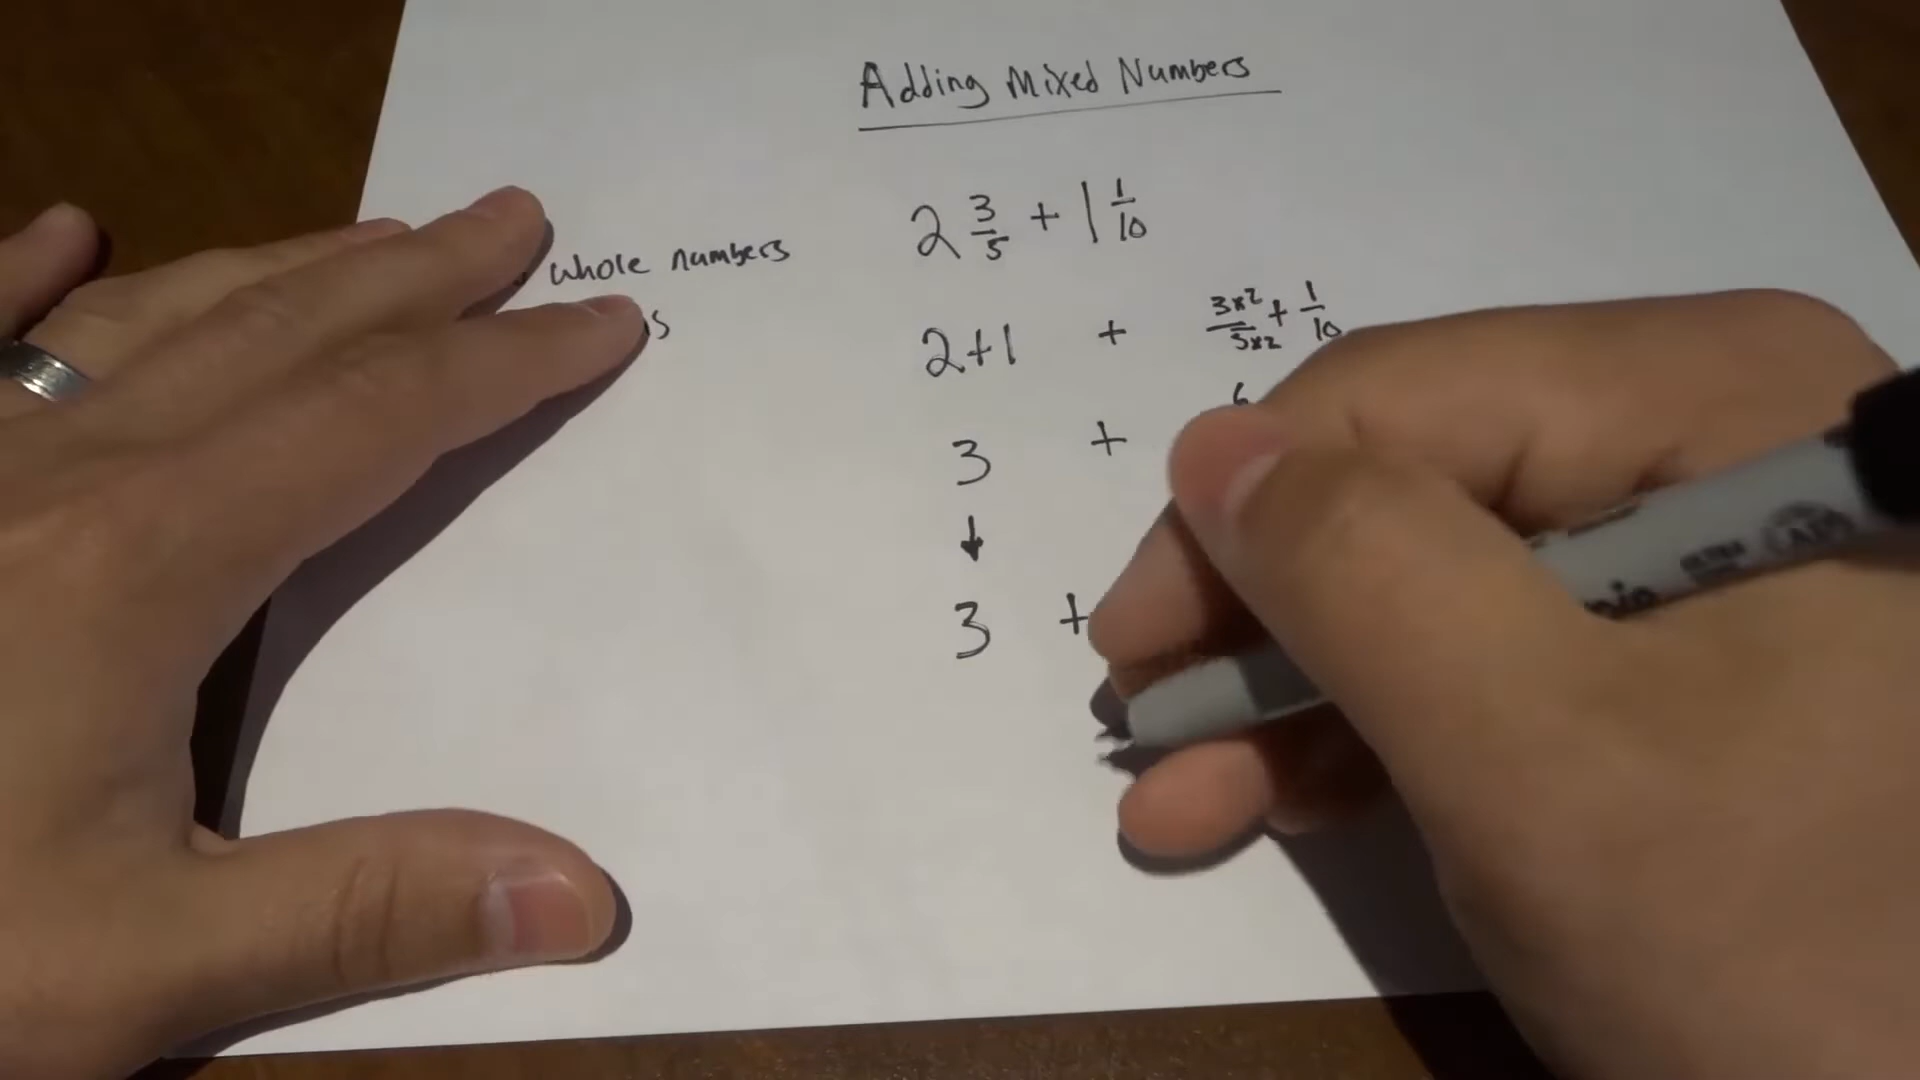 Adding Mixed Numbers
2 3/5 + 1 1/10
whole numbers
2+1 + 3x2/5x2 + 1/10
3 + 6
3 +